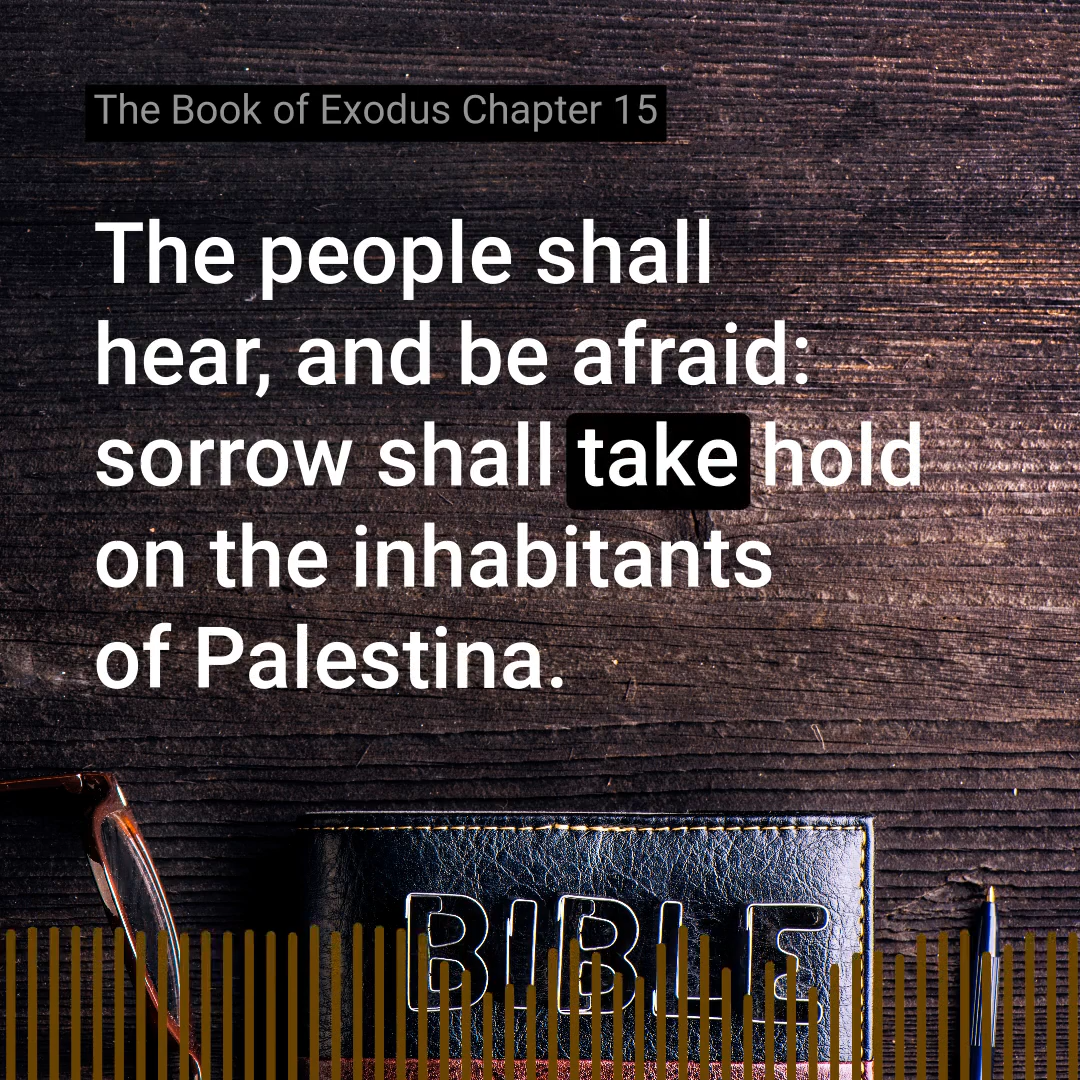 The Book of Exodus Chapter 15
The people shall
hear, and be afraid:
sorrow shall take hold
on the inhabitants
of Palestina.
BIBLE